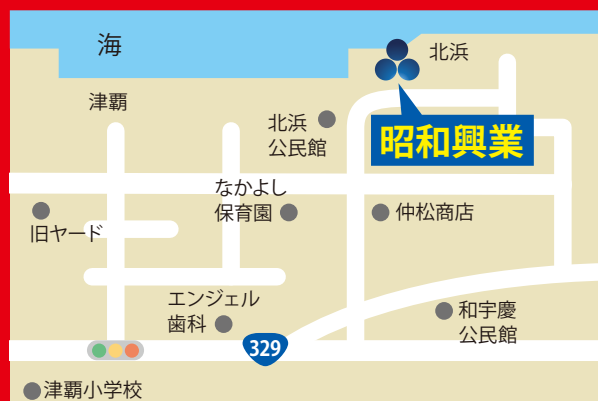 海
北浜
津覇
北浜
公民館
昭和興業
なかよし
保育園
仲松商店
旧ヤード
エンジェル
歯科
和宇慶
公民館
329
津覇小学校